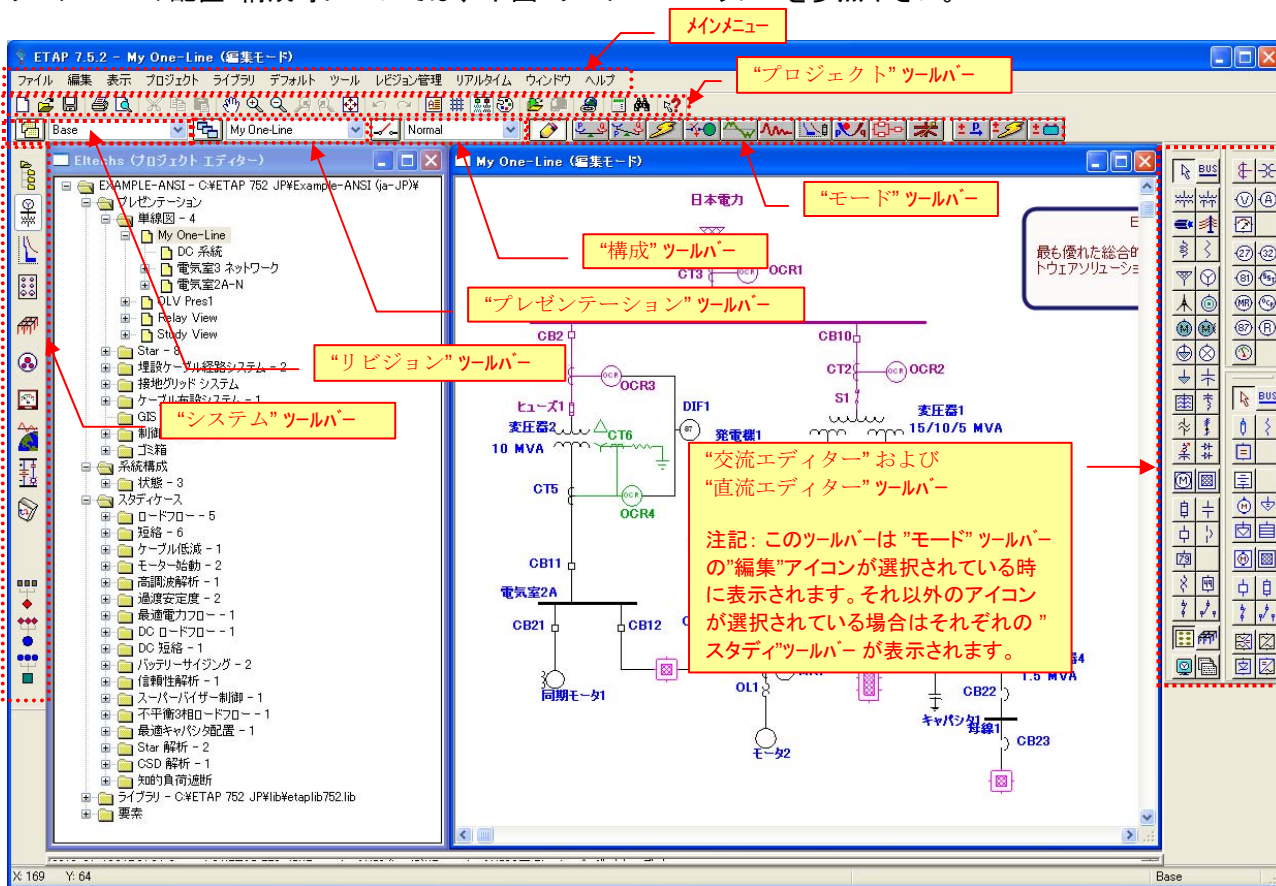 メインメニュー
ETAP 7.5.2 - My One-Line (編集モード)
ファイル 編集 表示 プロジェクト ライブラリ デフォルト ツール レビジョン管理 リアルタイム ウィンドウ ヘルプ
“プロジェクト” ツールバー
Base
My One-Line
Normal
Eltechs (プロジェクト エディター)
EXAMPLE-ANSI - C:¥ETAP 752 JP¥Example-ANSI (ja-JP)¥
プレゼンテーション
単線図 - 4
My One-Line
DC 系統
電気室3 ネットワーク
電気室2A-N
OLV Pres1
Relay View
Study View
Star - 8
埋設ケーブル経路システム - 2
接地グリッド システム
ケーブル布設システム - 1
GIS
制御
ゴミ箱
系統構成
状態 - 3
スタディケース
ロードフロー - 5
短絡 - 6
ケーブル低減 - 1
モーター始動 - 2
高調波解析 - 1
過渡安定度 - 2
最適電力フロー - 1
DC ロードフロー - 1
DC 短絡 - 1
バッテリーサイジング - 2
信頼性解析 - 1
スーパーバイザー制御 - 1
不平衡3相ロードフロー - 1
最適キャパシタ配置 - 1
Star 解析 - 2
CSD 解析 - 1
知的負荷遮断
ライブラリ - C:¥ETAP 752 JP¥lib¥etaplib752.lib
要素
My One-Line (編集モード)
“モード” ツールバー
“構成” ツールバー
“プレゼンテーション” ツールバー
“リビジョン” ツールバー
“システム” ツールバー
日本電力
最も優れた総合的
トウェアソリューショ
CT3
OCR
OCR1
CB2
CB10
OCR
OCR3
CT2
OCR
OCR2
ヒューズ1
S1
DIF1
87
変圧器2
10 MVA
CT6
発電機1
変圧器1
15/10/5 MVA
CT5
OCR
OCR4
CB11
電気室2A
CB21
CB12
同期モータ1
OL1
モータ2
キャパシタ1
1.5 MVA
CB22
母線1
CB23
“交流エディター” および
“直流エディター” ツールバー
注記: このツールバーは ”モード” ツールバー
の”編集”アイコンが選択されている時
に表示されます。それ以外のアイコン
が選択されている場合はそれぞれの ”
スタディ”ツールバー が表示されます。
BUS
BUS
X: 169 Y: 64
Base